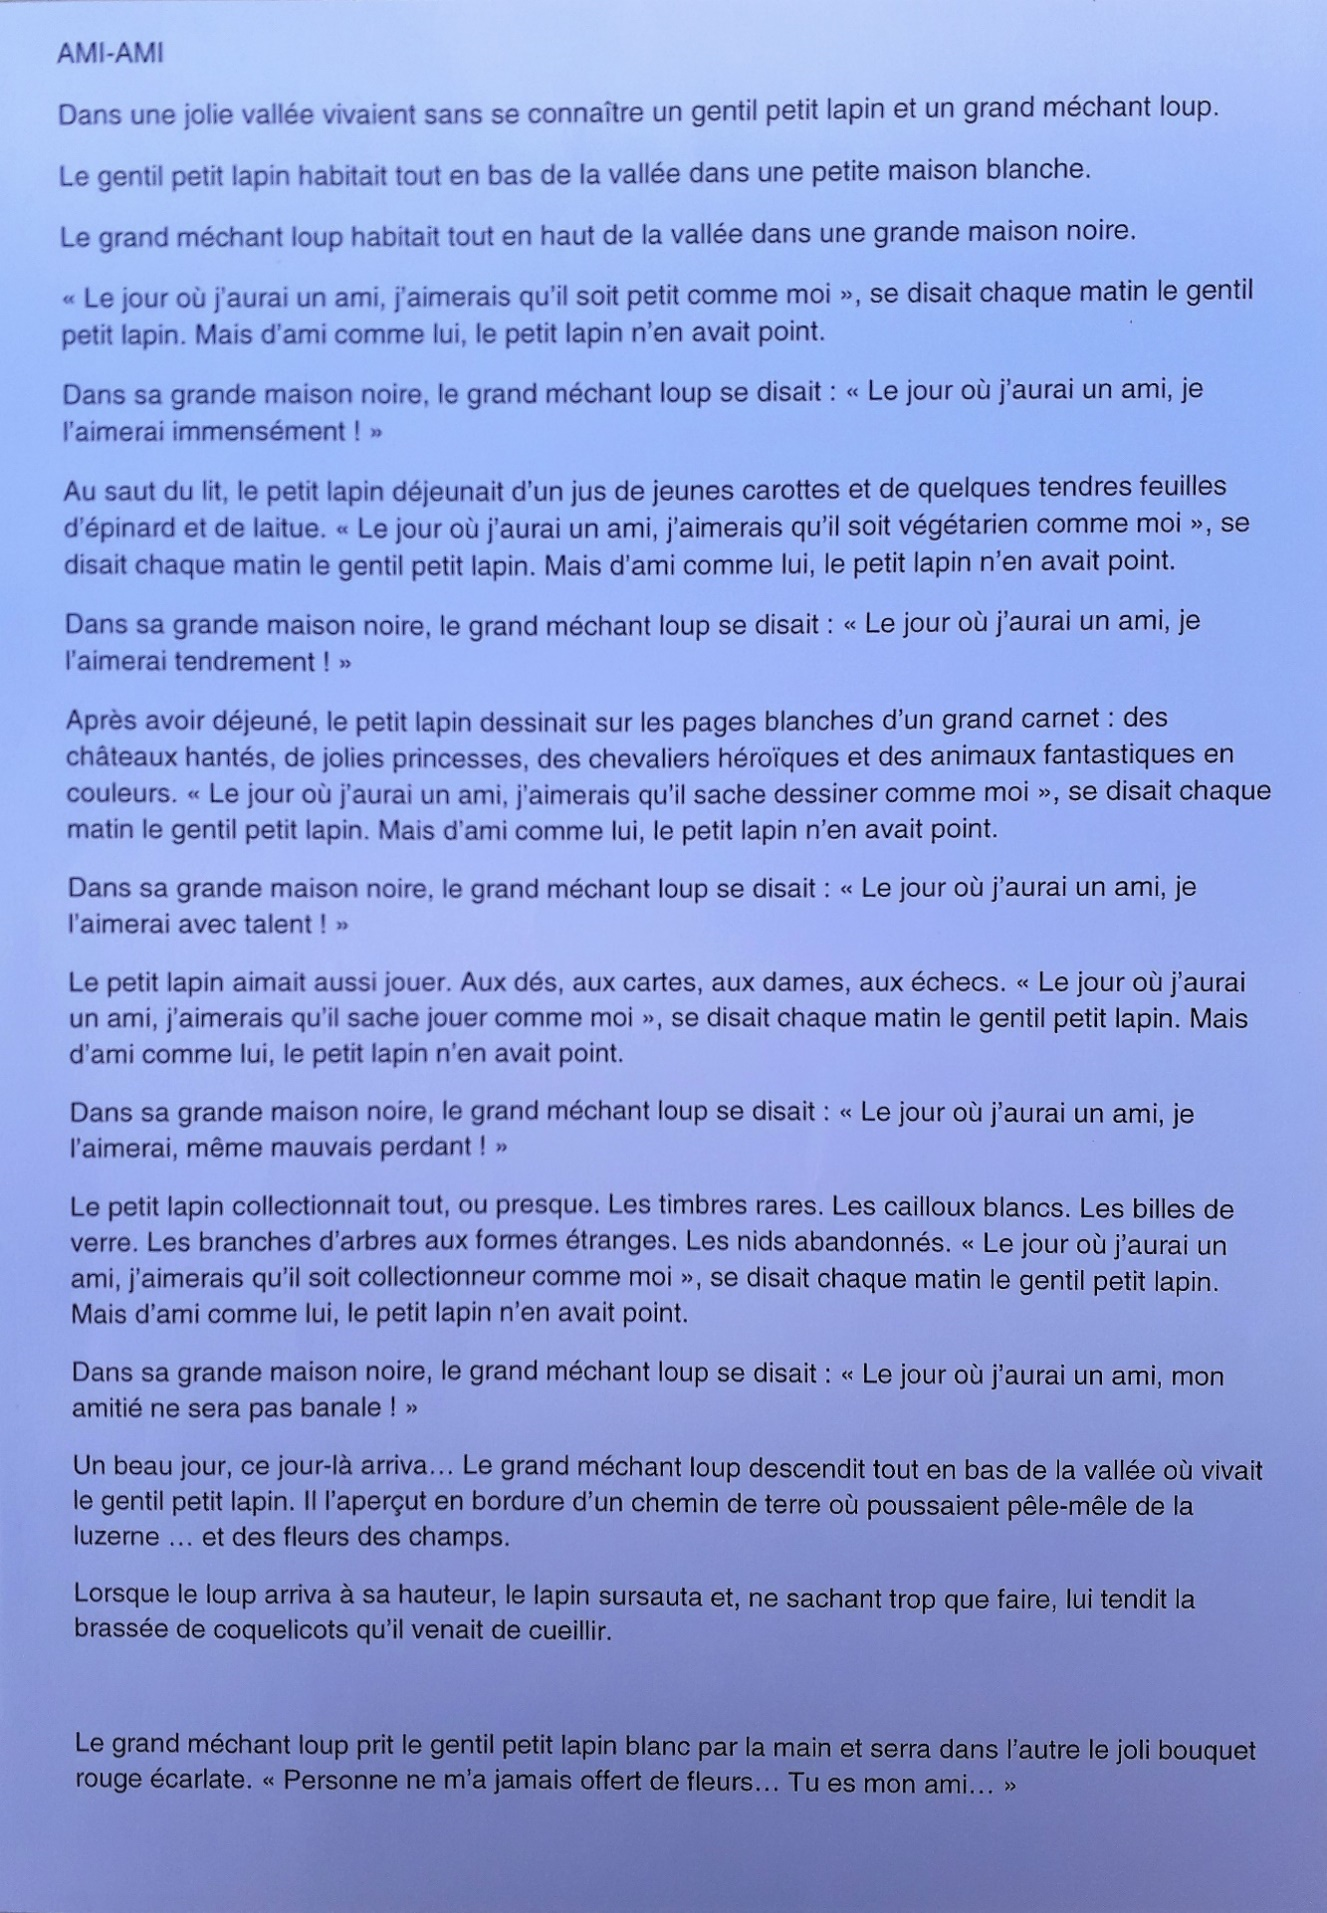 AMI-AMI
Dans une jolie vallée vivaient sans se connaître un gentil petit lapin et un grand méchant loup.
Le gentil petit lapin habitait tout en bas de la vallée dans une petite maison blanche.
Le grand méchant loup habitait tout en haut de la vallée dans une grande maison noire.
« Le jour où j'aurai un ami, j'aimerais qu'il soit petit comme moi », se disait chaque matin le gentil
petit lapin. Mais d'ami comme lui, le petit lapin n'en avait point.
Dans sa grande maison noire, le grand méchant loup se disait : « Le jour où j'aurai un ami, je
l'aimerai immensément ! »
Au saut du lit, le petit lapin déjeunait d'un jus de jeunes carottes et de quelques tendres feuilles
d'épinard et de laitue. « Le jour où j'aurai un ami, j'aimerais qu'il soit végétarien comme moi », se
disait chaque matin le gentil petit lapin. Mais d'ami comme lui, le petit lapin n'en avait point.
Dans sa grande maison noire, le grand méchant loup se disait : « Le jour où j'aurai un ami, je
l'aimerai tendrement ! »
Après avoir déjeuné, le petit lapin dessinait sur les pages blanches d'un grand carnet : des
châteaux hantés, de jolies princesses, des chevaliers héroïques et des animaux fantastiques en
couleurs. « Le jour où j'aurai un ami, j'aimerais qu'il sache dessiner comme moi », se disait chaque
matin le gentil petit lapin. Mais d'ami comme lui, le petit lapin n'en avait point.
Dans sa grande maison noire, le grand méchant loup se disait : « Le jour où j'aurai un ami, je
l'aimerai avec talent ! »
Le petit lapin aimait aussi jouer. Aux dés, aux cartes, aux dames, aux échecs. « Le jour où j'aurai
un ami, j'aimerais qu'il sache jouer comme moi », se disait chaque matin le gentil petit lapin. Mais
d'ami comme lui, le petit lapin n'en avait point.
Dans sa grande maison noire, le grand méchant loup se disait : « Le jour où j'aurai un ami, je
l'aimerai, même mauvais perdant ! »
Le petit lapin collectionnait tout, ou presque. Les timbres rares. Les cailloux blancs. Les billes de
verre. Les branches d'arbres aux formes étranges. Les nids abandonnés. « Le jour où j'aurai un
ami, j'aimerais qu'il soit collectionneur comme moi », se disait chaque matin le gentil petit lapin.
Mais d'ami comme lui, le petit lapin n'en avait point.
Dans sa grande maison noire, le grand méchant loup se disait : « Le jour où j'aurai un ami, mon
amitié ne sera pas banale ! »
Un beau jour, ce jour-là arriva… Le grand méchant loup descendit tout en bas de la vallée où vivait
le gentil petit lapin. Il l'aperçut en bordure d'un chemin de terre où poussaient pêle-mêle de la
luzerne … et des fleurs des champs.
Lorsque le loup arriva à sa hauteur, le lapin sursauta et, ne sachant trop que faire, lui tendit la
brassée de coquelicots qu'il venait de cueillir.
Le grand méchant loup prit le gentil petit lapin blanc par la main et serra dans l'autre le joli bouquet
rouge écarlate. « Personne ne m'a jamais offert de fleurs… Tu es mon ami… »